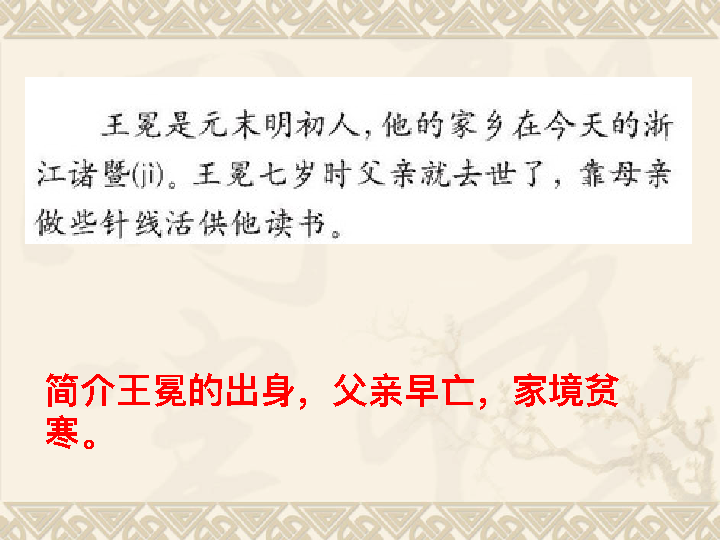 王冕是元末明初人，他的家乡在今天的浙
江诸暨(jì)。王冕七岁时父亲就去世了，靠母亲
做些针线活供他读书。
简介王冕的出身，父亲早亡，家境贫
寒。